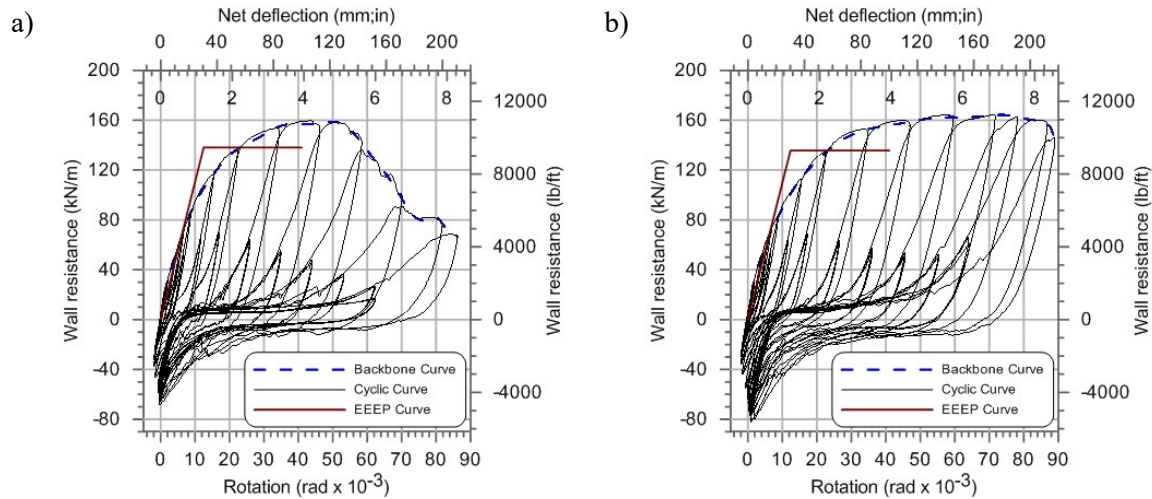 a)
Net deflection (mm;in)
0 40 80 120 160 200
200 160 120 80 40 0 -40 -80
0 2 4 6 8
12000 8000 4000 0 -4000
Wall resistance (kN/m)
Wall resistance (lb/ft)
Backbone Curve
Cyclic Curve
EEEP Curve
0 10 20 30 40 50 60 70 80 90
Rotation (rad x 10⁻³)
b)
Net deflection (mm;in)
0 40 80 120 160 200
200 160 120 80 40 0 -40 -80
0 2 4 6 8
12000 8000 4000 0 -4000
Wall resistance (kN/m)
Wall resistance (lb/ft)
Backbone Curve
Cyclic Curve
EEEP Curve
0 10 20 30 40 50 60 70 80 90
Rotation (rad x 10⁻³)